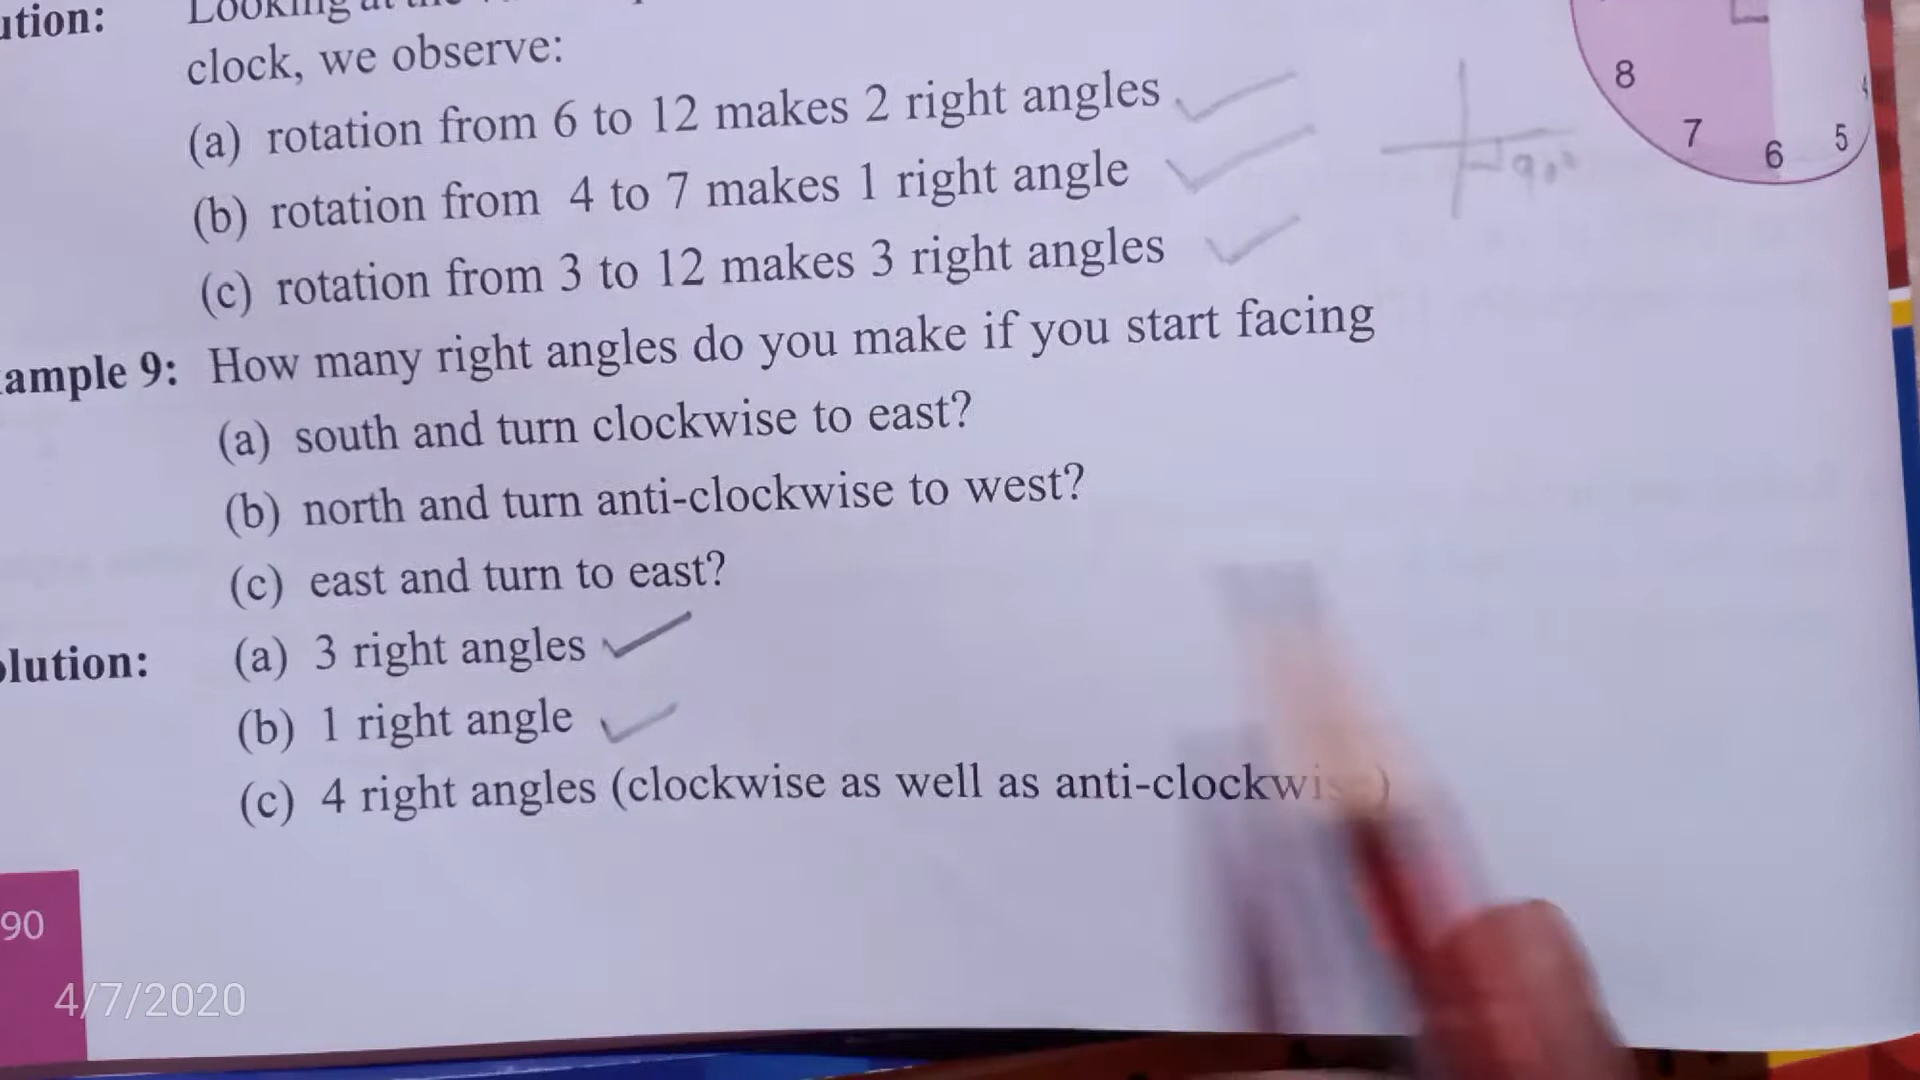 ution:
clock, we observe:
(a) rotation from 6 to 12 makes 2 right angles
(b) rotation from 4 to 7 makes 1 right angle
(c) rotation from 3 to 12 makes 3 right angles
8
7
6
5
90°
ample 9: How many right angles do you make if you start facing
(a) south and turn clockwise to east?
(b) north and turn anti-clockwise to west?
(c) east and turn to east?
lution: (a) 3 right angles
(b) 1 right angle
(c) 4 right angles (clockwise as well as anti-clockwise)
90
4/7/2020